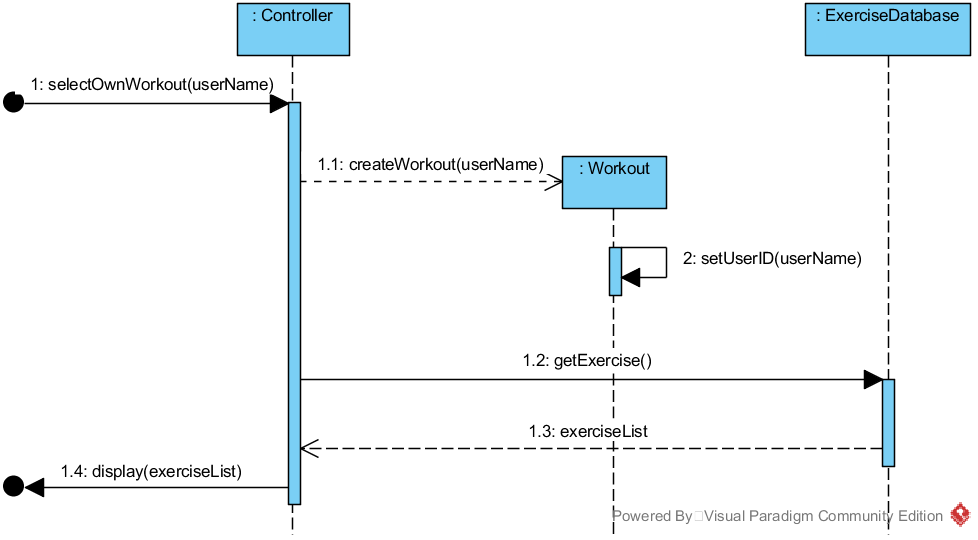 : Controller
: ExerciseDatabase
1: selectOwnWorkout(userName)
1.1: createWorkout(userName)
: Workout
2: setUserID(userName)
1.2: getExercise()
1.3: exerciseList
1.4: display(exerciseList)
Powered By Visual Paradigm Community Edition